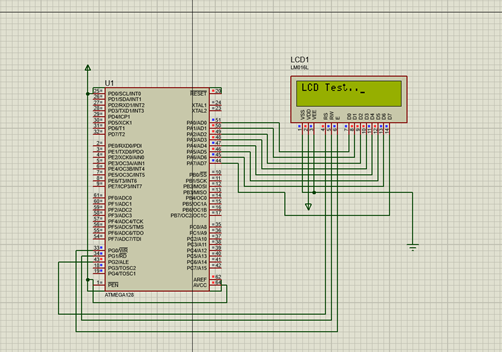 LCD1
LM016L
LCD Test..
VSS
VDD
VEE
RS
RW
E
D0
D1
D2
D3
D4
D5
D6
D7
U1
PD0/SCL/INT0
PD1/SDA/INT1
PD2/RXD1/INT2
PD3/TXD1/INT3
PD4/ICP1
PD5/XCK1
PD6/T1
PD7/T2
PE0/RXD0/PDI
PE1/TXD0/PDO
PE2/XCK0/AIN0
PE3/OC3A/AIN1
PE4/OC3B/INT4
PE5/OC3C/INT5
PE6/T3/INT6
PE7/ICP3/INT7
PF0/ADC0
PF1/ADC1
PF2/ADC2
PF3/ADC3
PF4/ADC4/TCK
PF5/ADC5/TMS
PF6/ADC6/TDO
PF7/ADC7/TDI
PG0/WR
PG1/RD
PG2/ALE
PG3/TOSC2
PG4/TOSC1
PEN
RESET
XTAL1
XTAL2
PA0/AD0
PA1/AD1
PA2/AD2
PA3/AD3
PA4/AD4
PA5/AD5
PA6/AD6
PA7/AD7
PB0/SS
PB1/SCK
PB2/MOSI
PB3/MISO
PB4/OC0
PB5/OC1A
PB6/OC1B
PB7/OC2/OC1C
PC0/A8
PC1/A9
PC2/A10
PC3/A11
PC4/A12
PC5/A13
PC6/A14
PC7/A15
AREF
AVCC
ATMEGA128